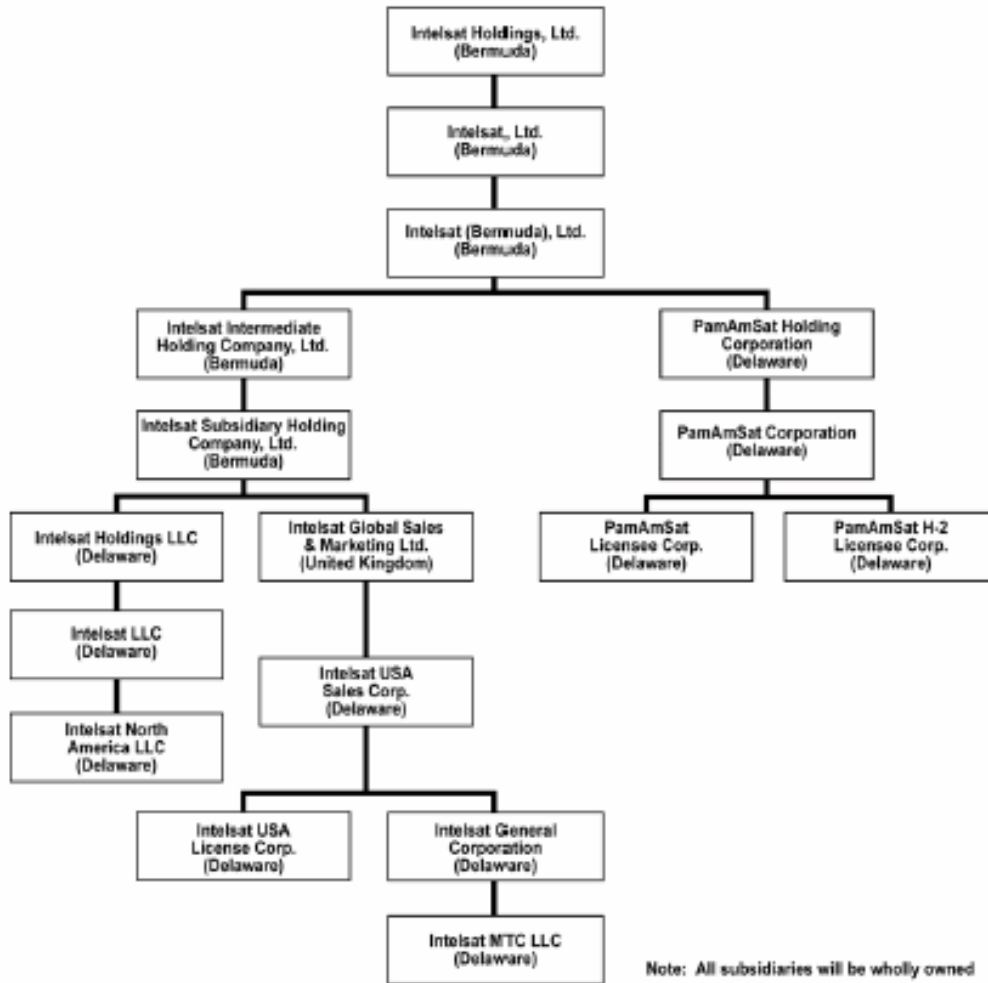 Intelsat Holdings, Ltd.
(Bermuda)
Intelsat,, Ltd.
(Bermuda)
Intelsat (Bermuda), Ltd.
(Bermuda)
Intelsat Intermediate
Holding Company, Ltd.
(Bermuda)
PamAmSat Holding
Corporation
(Delaware)
Intelsat Subsidiary Holding
Company, Ltd.
(Bermuda)
PamAmSat Corporation
(Delaware)
Intelsat Holdings LLC
(Delaware)
Intelsat Global Sales
& Marketing Ltd.
(United Kingdom)
PamAmSat
Licensee Corp.
(Delaware)
PamAmSat H-2
Licensee Corp.
(Delaware)
Intelsat LLC
(Delaware)
Intelsat USA
Sales Corp.
(Delaware)
Intelsat North
America LLC
(Delaware)
Intelsat USA
License Corp.
(Delaware)
Intelsat General
Corporation
(Delaware)
Intelsat MTC LLC
(Delaware)
Note: All subsidiaries will be wholly owned